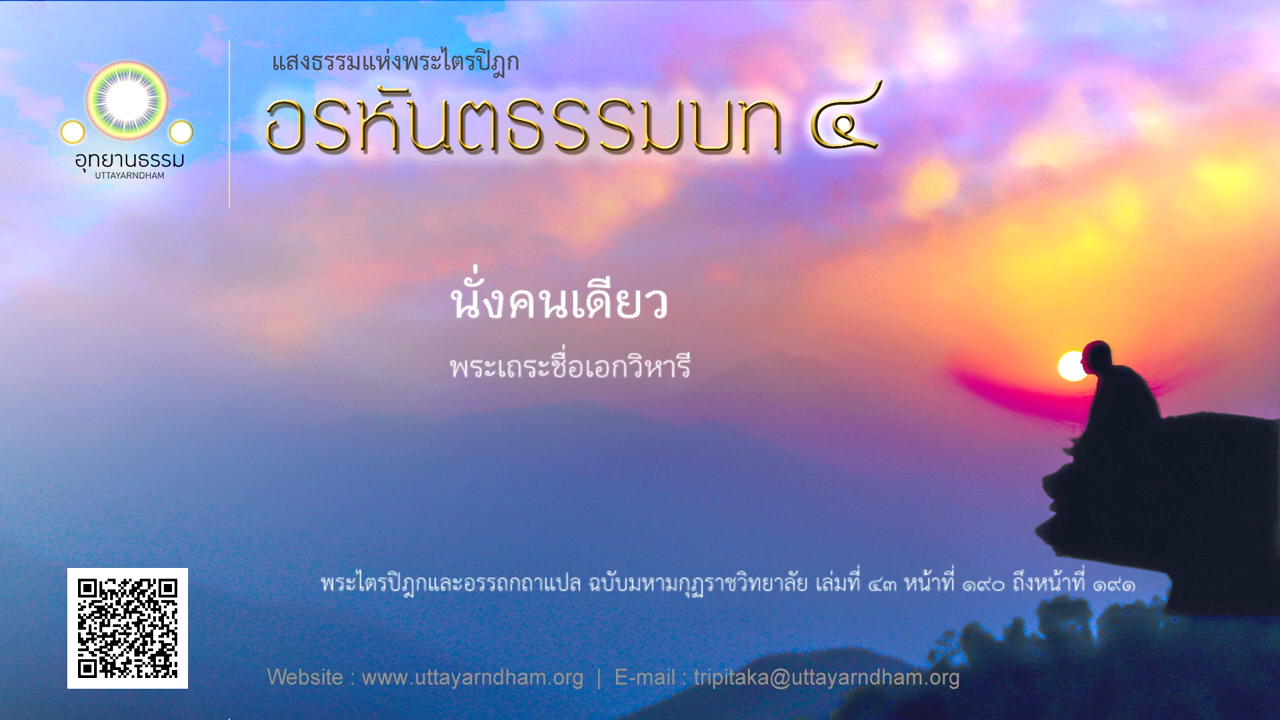 แสงธรรมแห่งพระไตรปิฎก
อรหันตธรรมบท ๔
อุทยานธรรม
UTTAYARNDHAM
นั่งคนเดียว
พระเถระชื่อเอกวิหารี
พระไตรปิฎกและอรรถกถาแปล ฉบับมหามกุฏราชวิทยาลัย เล่มที่ ๔๓ หน้าที่ ๑๙๐ ถึงหน้าที่ ๑๙๑
Website : www.uttayarndham.org | E-mail : tripitaka@uttayarndham.org